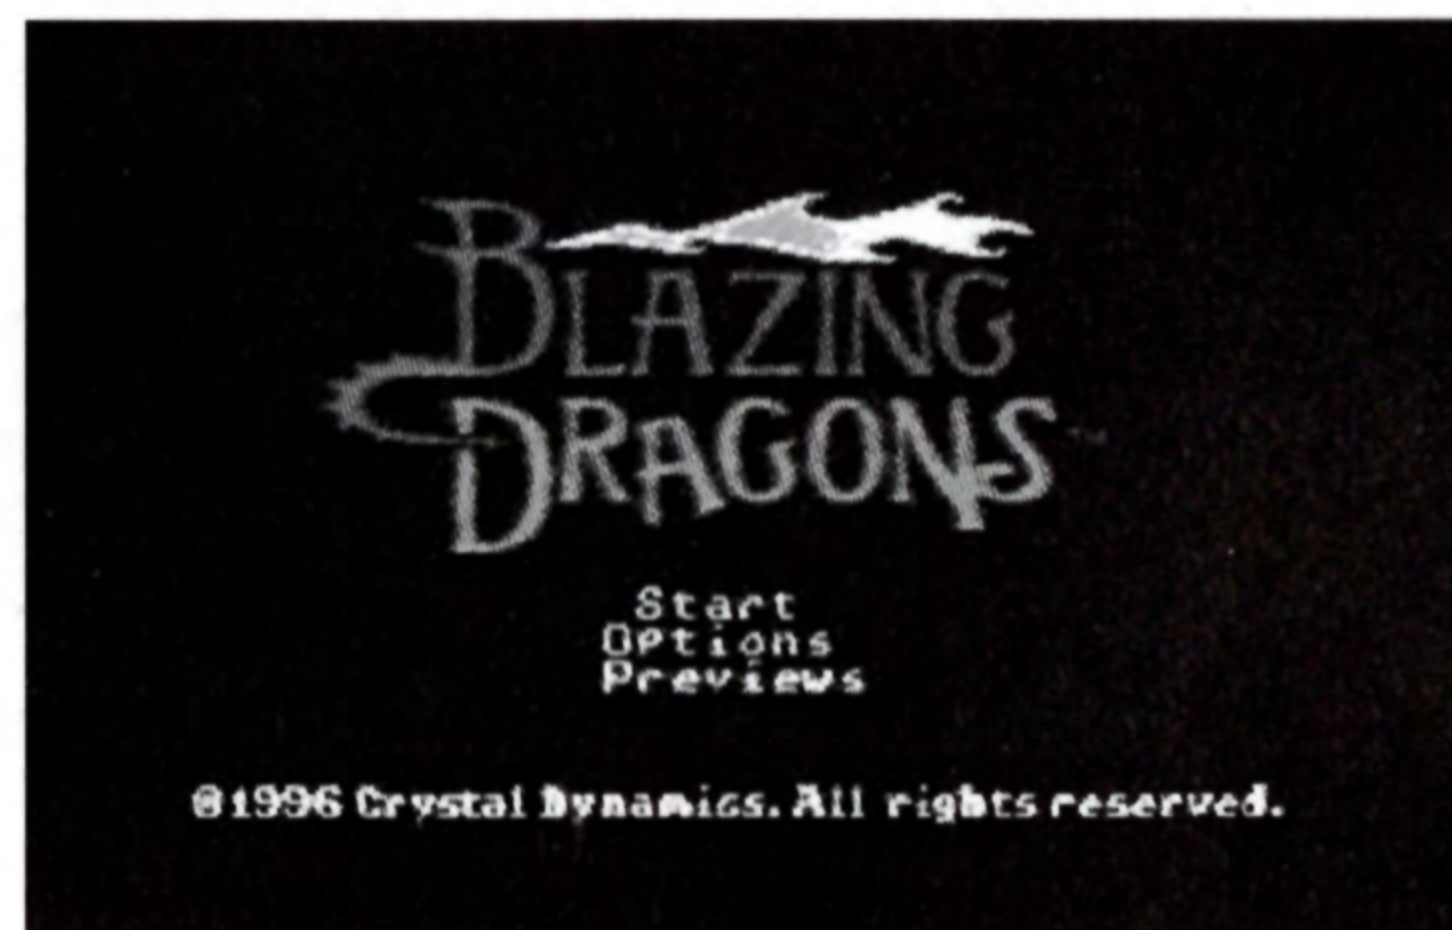 BLAZING
DRAGONS
Start
Options
Previews
©1996 Crystal Dynamics. All rights reserved.